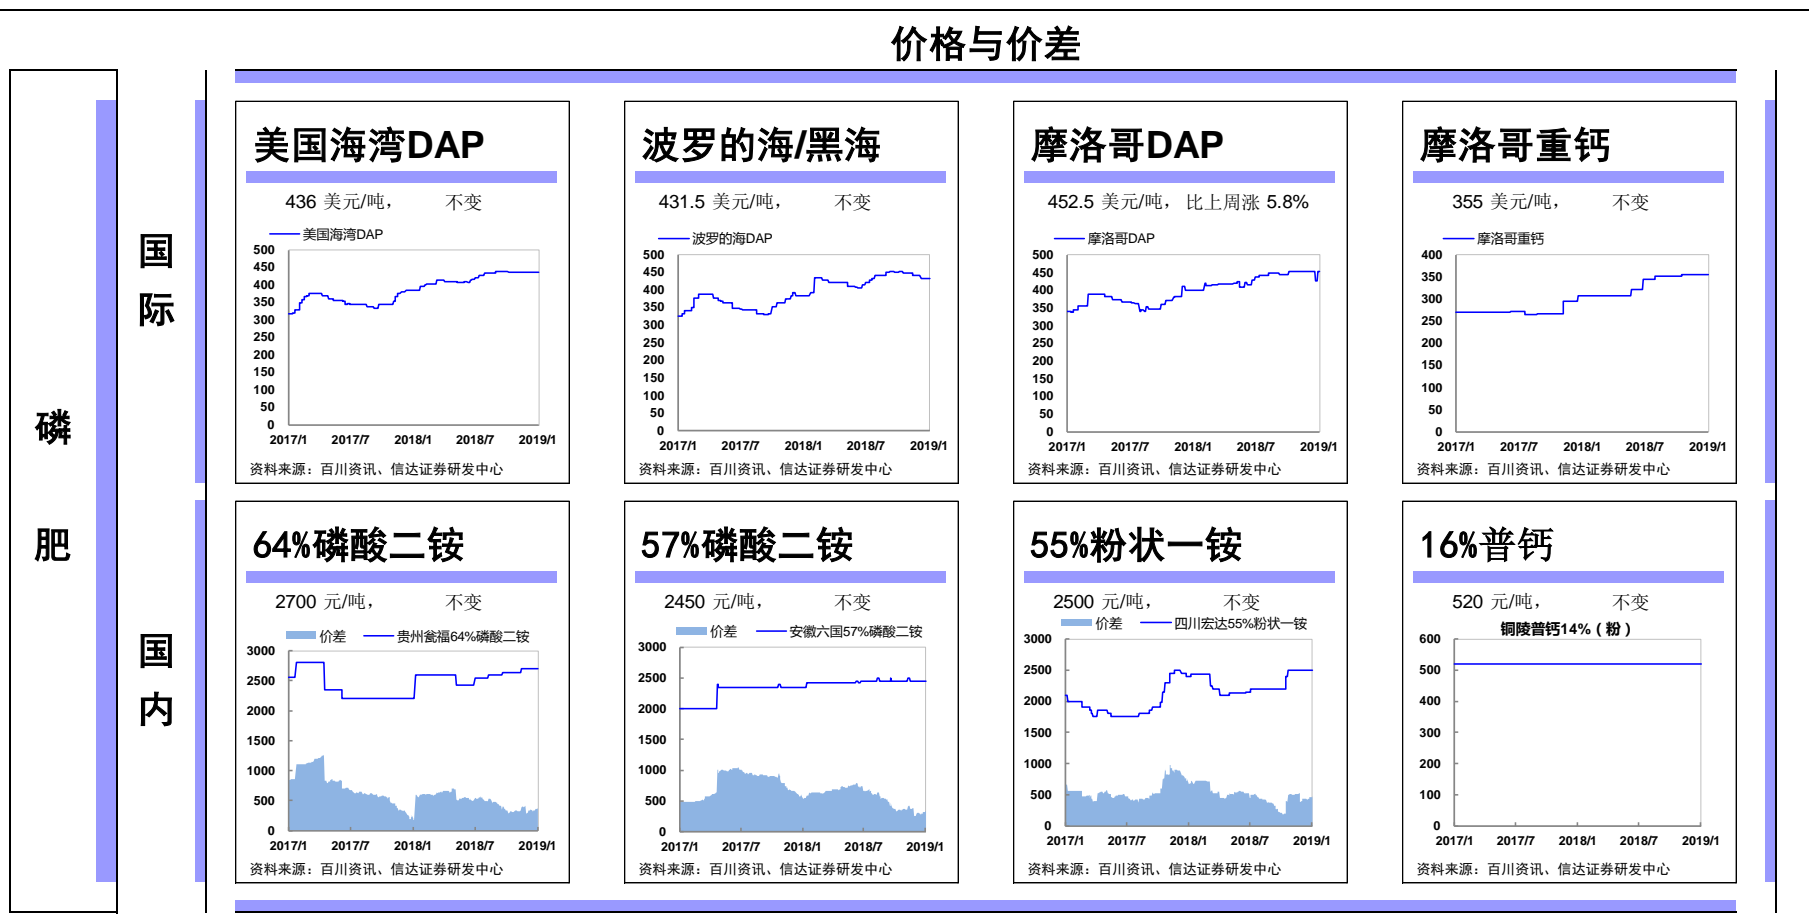 价格与价差
磷
肥
国
际
美国海湾DAP
436 美元/吨， 不变
美国海湾DAP
500
450
400
350
300
250
200
150
100
50
0
2017/1 2017/7 2018/1 2018/7 2019/1
资料来源：百川资讯、信达证券研发中心
波罗的海/黑海
431.5 美元/吨， 不变
波罗的海DAP
500
450
400
350
300
250
200
150
100
50
0
2017/1 2017/7 2018/1 2018/7 2019/1
资料来源：百川资讯、信达证券研发中心
摩洛哥DAP
452.5 美元/吨， 比上周涨 5.8%
摩洛哥DAP
500
450
400
350
300
250
200
150
100
50
0
2017/1 2017/7 2018/1 2018/7 2019/1
资料来源：百川资讯、信达证券研发中心
摩洛哥重钙
355 美元/吨， 不变
摩洛哥重钙
400
350
300
250
200
150
100
50
0
2017/1 2017/7 2018/1 2018/7 2019/1
资料来源：百川资讯、信达证券研发中心
国
内
64%磷酸二铵
2700 元/吨， 不变
价差 贵州瓮福64%磷酸二铵
3000
2500
2000
1500
1000
500
0
2017/1 2017/7 2018/1 2018/7 2019/1
资料来源：百川资讯、信达证券研发中心
57%磷酸二铵
2450 元/吨， 不变
价差 安徽六国57%磷酸二铵
3000
2500
2000
1500
1000
500
0
2017/1 2017/7 2018/1 2018/7 2019/1
资料来源：百川资讯、信达证券研发中心
55%粉状一铵
2500 元/吨， 不变
价差 四川宏达55%粉状一铵
3000
2500
2000
1500
1000
500
0
2017/1 2017/7 2018/1 2018/7 2019/1
资料来源：百川资讯、信达证券研发中心
16%普钙
520 元/吨， 不变
铜陵普钙14%（粉）
600
500
400
300
200
100
0
2017/1 2017/7 2018/1 2018/7 2019/1
资料来源：百川资讯、信达证券研发中心